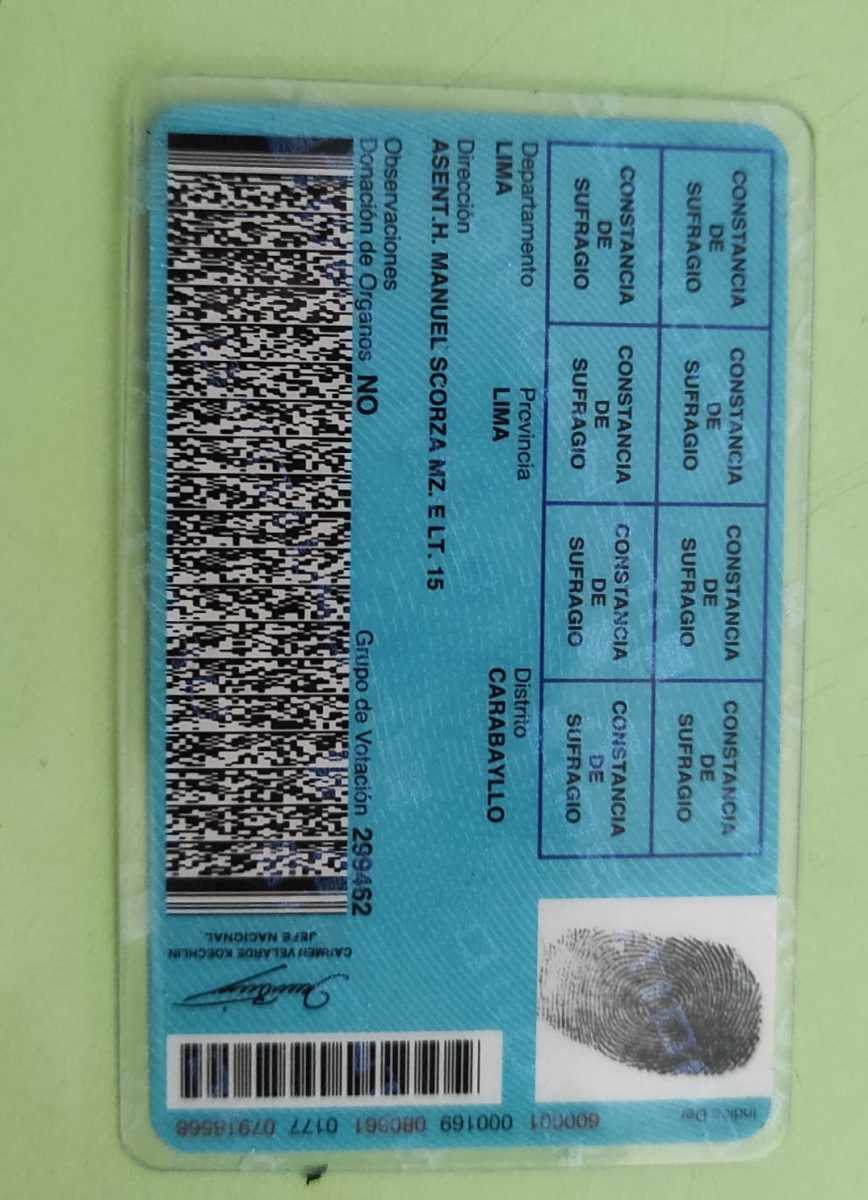 CONSTANCIA DE SUFRAGIO
CONSTANCIA DE SUFRAGIO
CONSTANCIA DE SUFRAGIO
CONSTANCIA DE SUFRAGIO
CONSTANCIA DE SUFRAGIO
CONSTANCIA DE SUFRAGIO
CONSTANCIA DE SUFRAGIO
CONSTANCIA DE SUFRAGIO
Departamento Provincia Distrito
LIMA LIMA CARABAYLLO
Dirección
ASENT.H. MANUEL SCORZA MZ. E LT. 15
Observaciones
Donación de Organos NO Grupo de Votación 299462
Indice Der.
CARMEN VELARDE KOECHLIN
JEFE NACIONAL
000169 0177